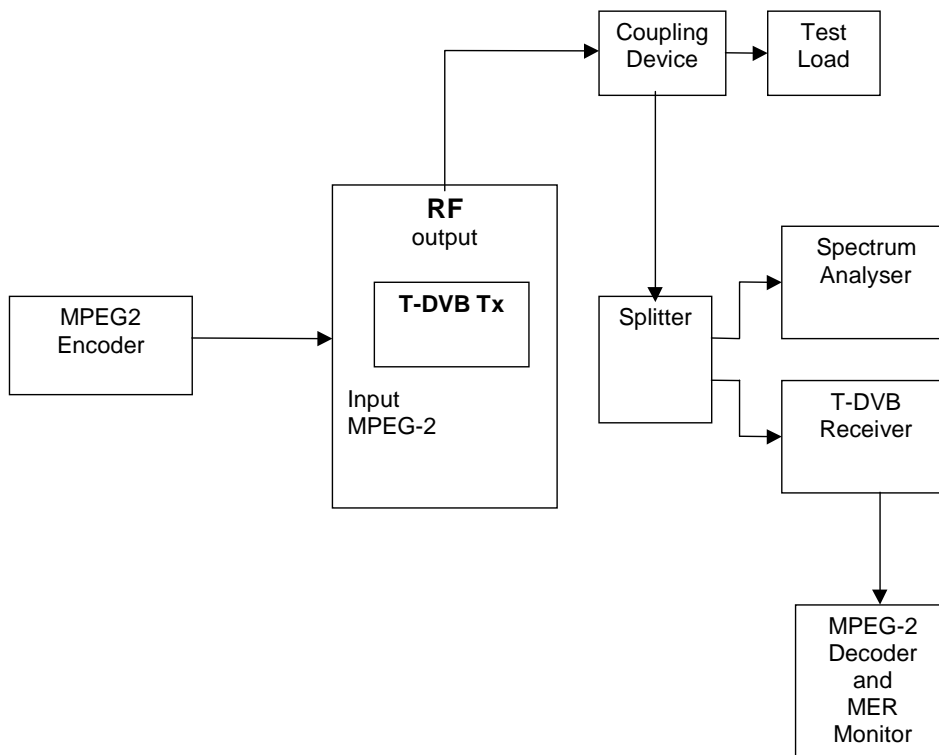 Coupling
Device
Test
Load
RF
output
T-DVB Tx
Input
MPEG-2
MPEG2
Encoder
Splitter
Spectrum
Analyser
T-DVB
Receiver
MPEG-2
Decoder
and
MER
Monitor